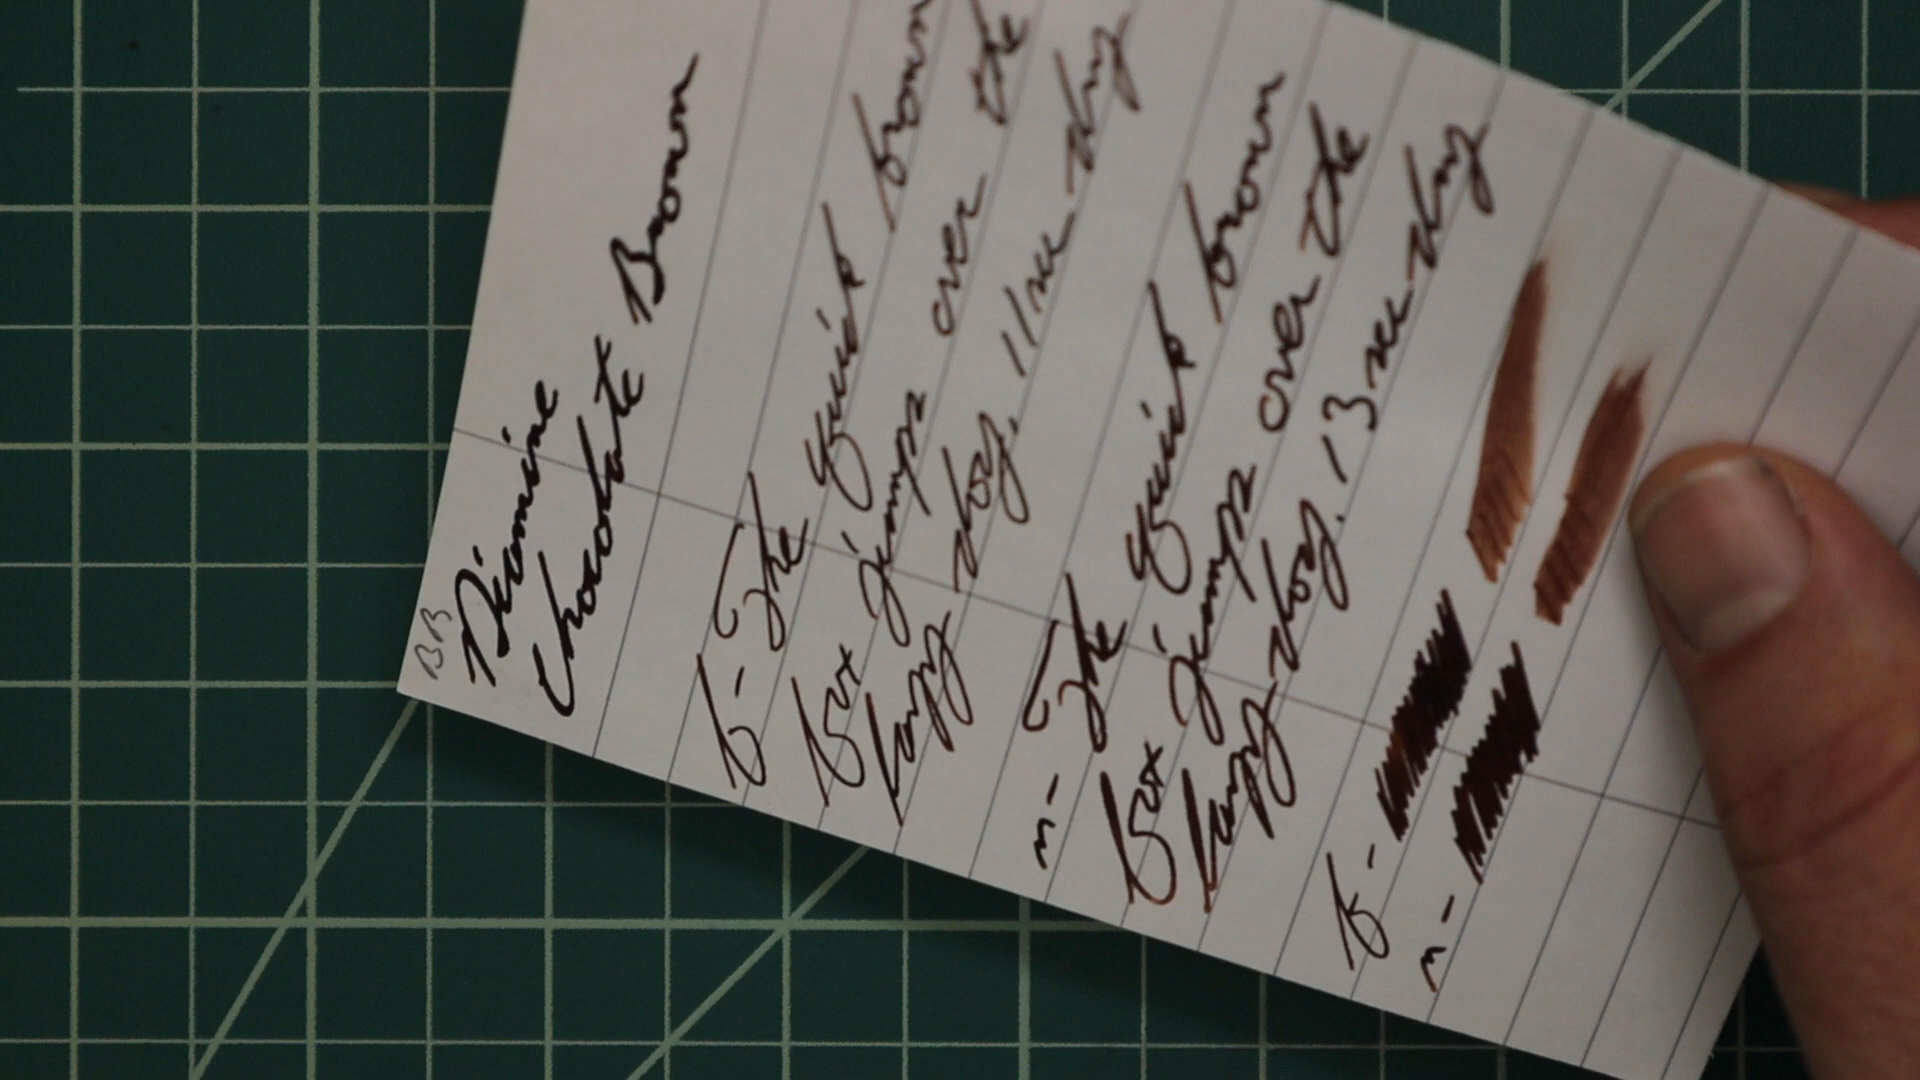 BB
Diamine
Chocolate Brown
f - The quick brown
fox jumps over the
lazy dog. 11 sec dry
m - The quick brown
fox jumps over the
lazy dog. 13 sec dry
f -
m -